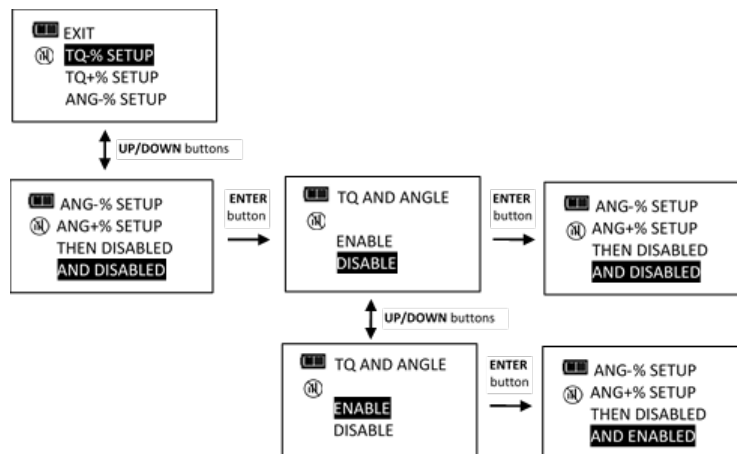 EXIT
TQ-% SETUP
TQ+% SETUP
ANG-% SETUP
UP/DOWN buttons
ANG-% SETUP
ANG+% SETUP
THEN DISABLED
AND DISABLED
ENTER
button
TQ AND ANGLE
ENABLE
DISABLE
ENTER
button
ANG-% SETUP
ANG+% SETUP
THEN DISABLED
AND DISABLED
UP/DOWN buttons
TQ AND ANGLE
ENABLE
DISABLE
ENTER
button
ANG-% SETUP
ANG+% SETUP
THEN DISABLED
AND ENABLED